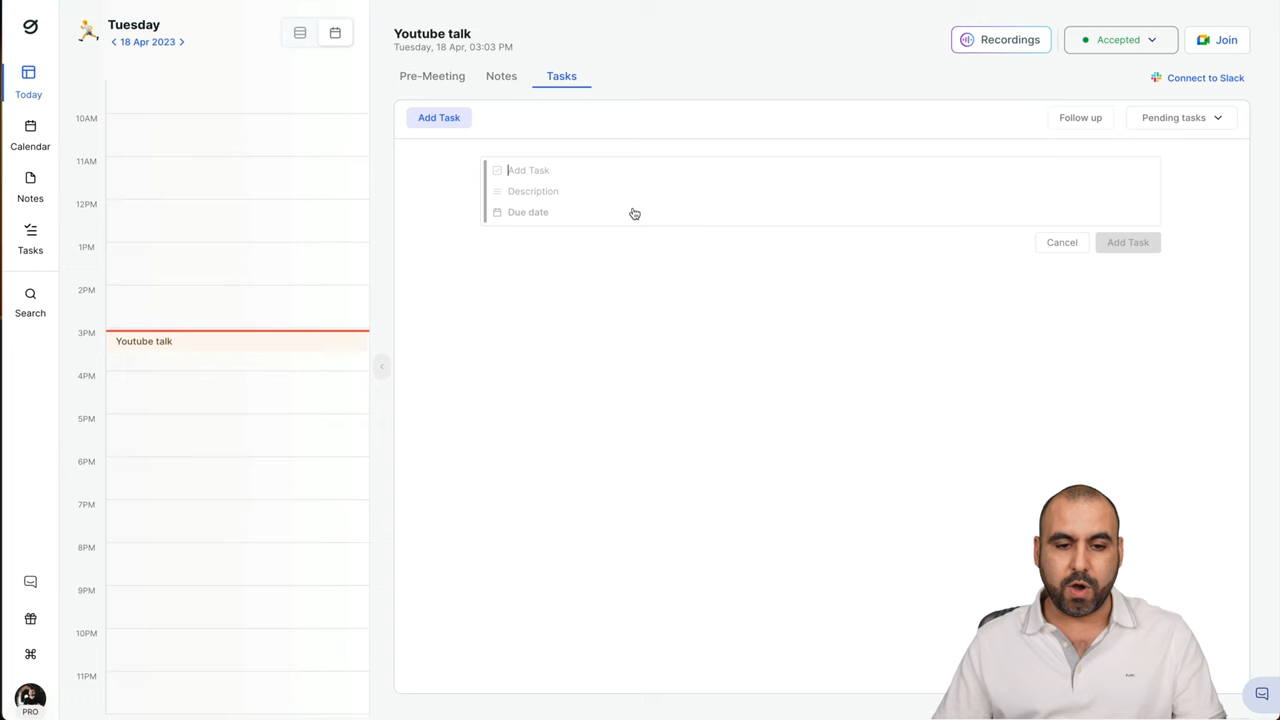 Tuesday
18 Apr 2023
Today
Calendar
Notes
Tasks
Search
PRO
10AM
11AM
12PM
1PM
2PM
3PM
Youtube talk
4PM
5PM
6PM
7PM
8PM
9PM
10PM
11PM
Youtube talk
Tuesday, 18 Apr, 03:03 PM
Recordings
Accepted
Join
Pre-Meeting
Notes
Tasks
Connect to Slack
Add Task
Follow up
Pending tasks
Add Task
Description
Due date
Cancel
Add Task